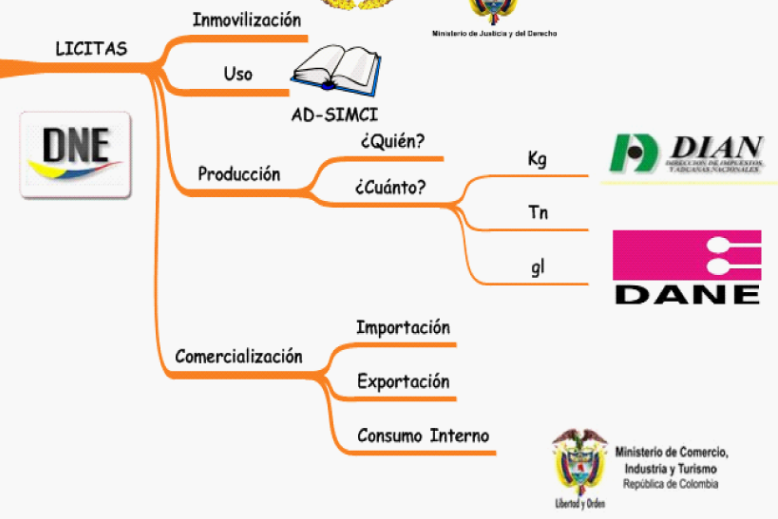 Inmovilización
Ministerio de Justicia y del Derecho
LICITAS
Uso
AD-SIMCI
DNE
¿Quién?
Producción
¿Cuánto?
Kg
Tn
gl
DIAN
DIRECCIÓN DE IMPUESTOS
Y ADUANAS NACIONALES
DANE
Importación
Comercialización
Exportación
Consumo Interno
Ministerio de Comercio,
Industria y Turismo
República de Colombia
Libertad y Orden